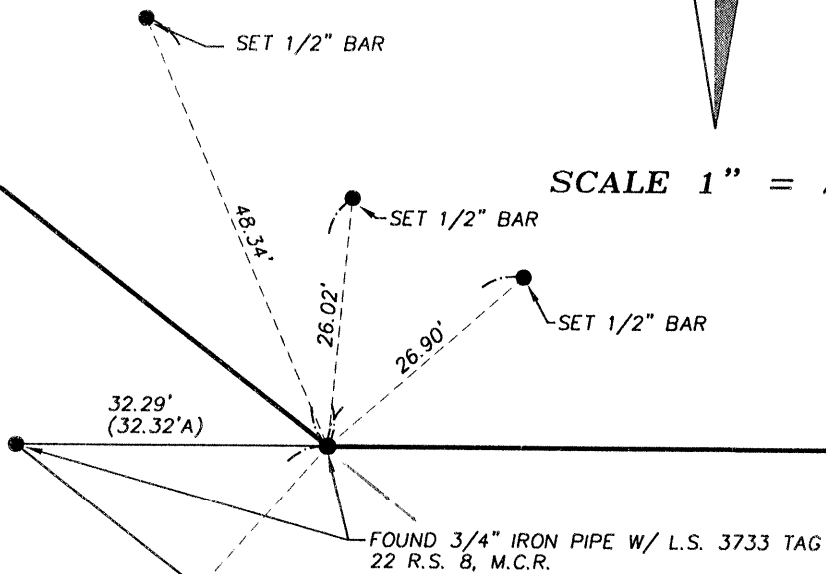 SET 1/2" BAR
SCALE 1" =
SET 1/2" BAR
48.34'
26.02'
SET 1/2" BAR
26.90'
32.29'
(32.32'A)
FOUND 3/4" IRON PIPE W/ L.S. 3733 TAG
22 R.S. 8, M.C.R.